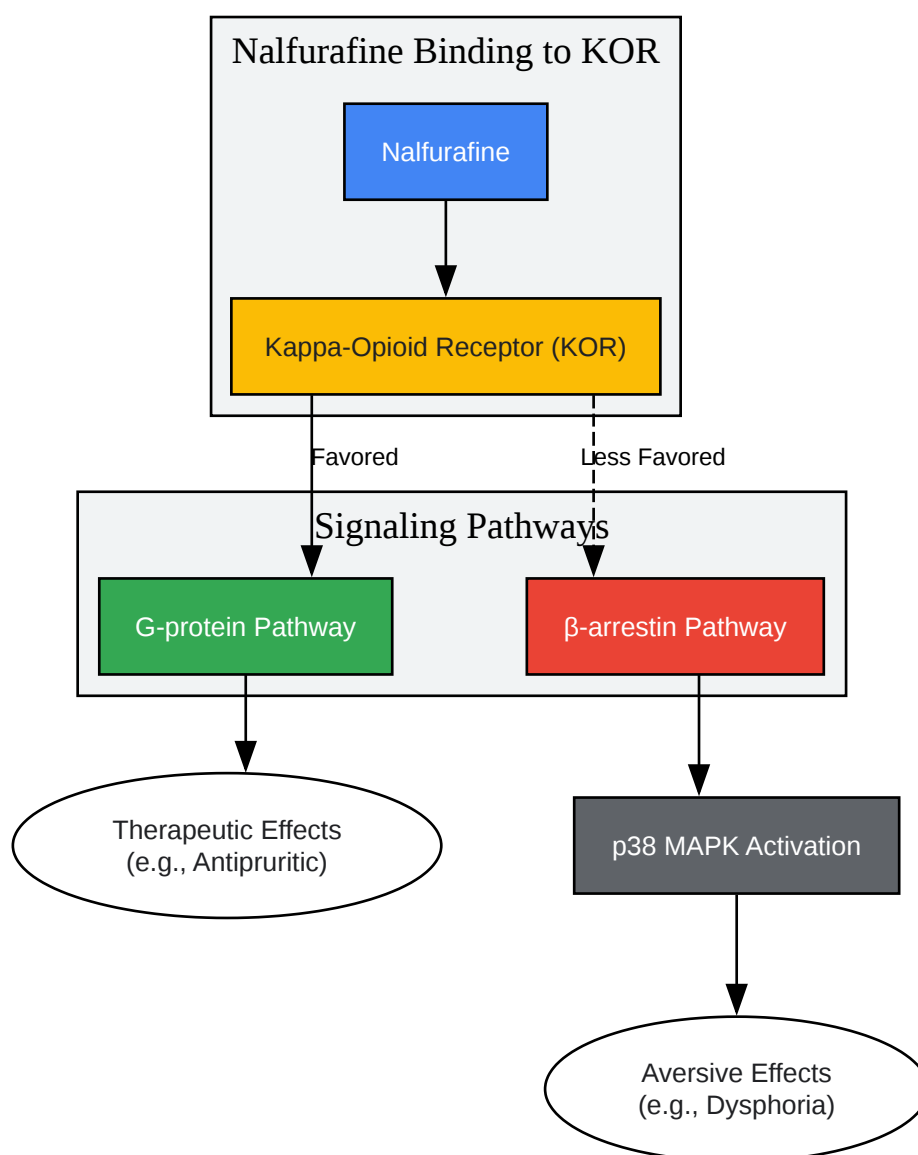 Nalfurafine Binding to KOR
Nalfurafine
Kappa-Opioid Receptor (KOR)
Favored
Less Favored
Signaling Pathways
G-protein Pathway
β-arrestin Pathway
Therapeutic Effects
(e.g., Antipruritic)
p38 MAPK Activation
Aversive Effects
(e.g., Dysphoria)